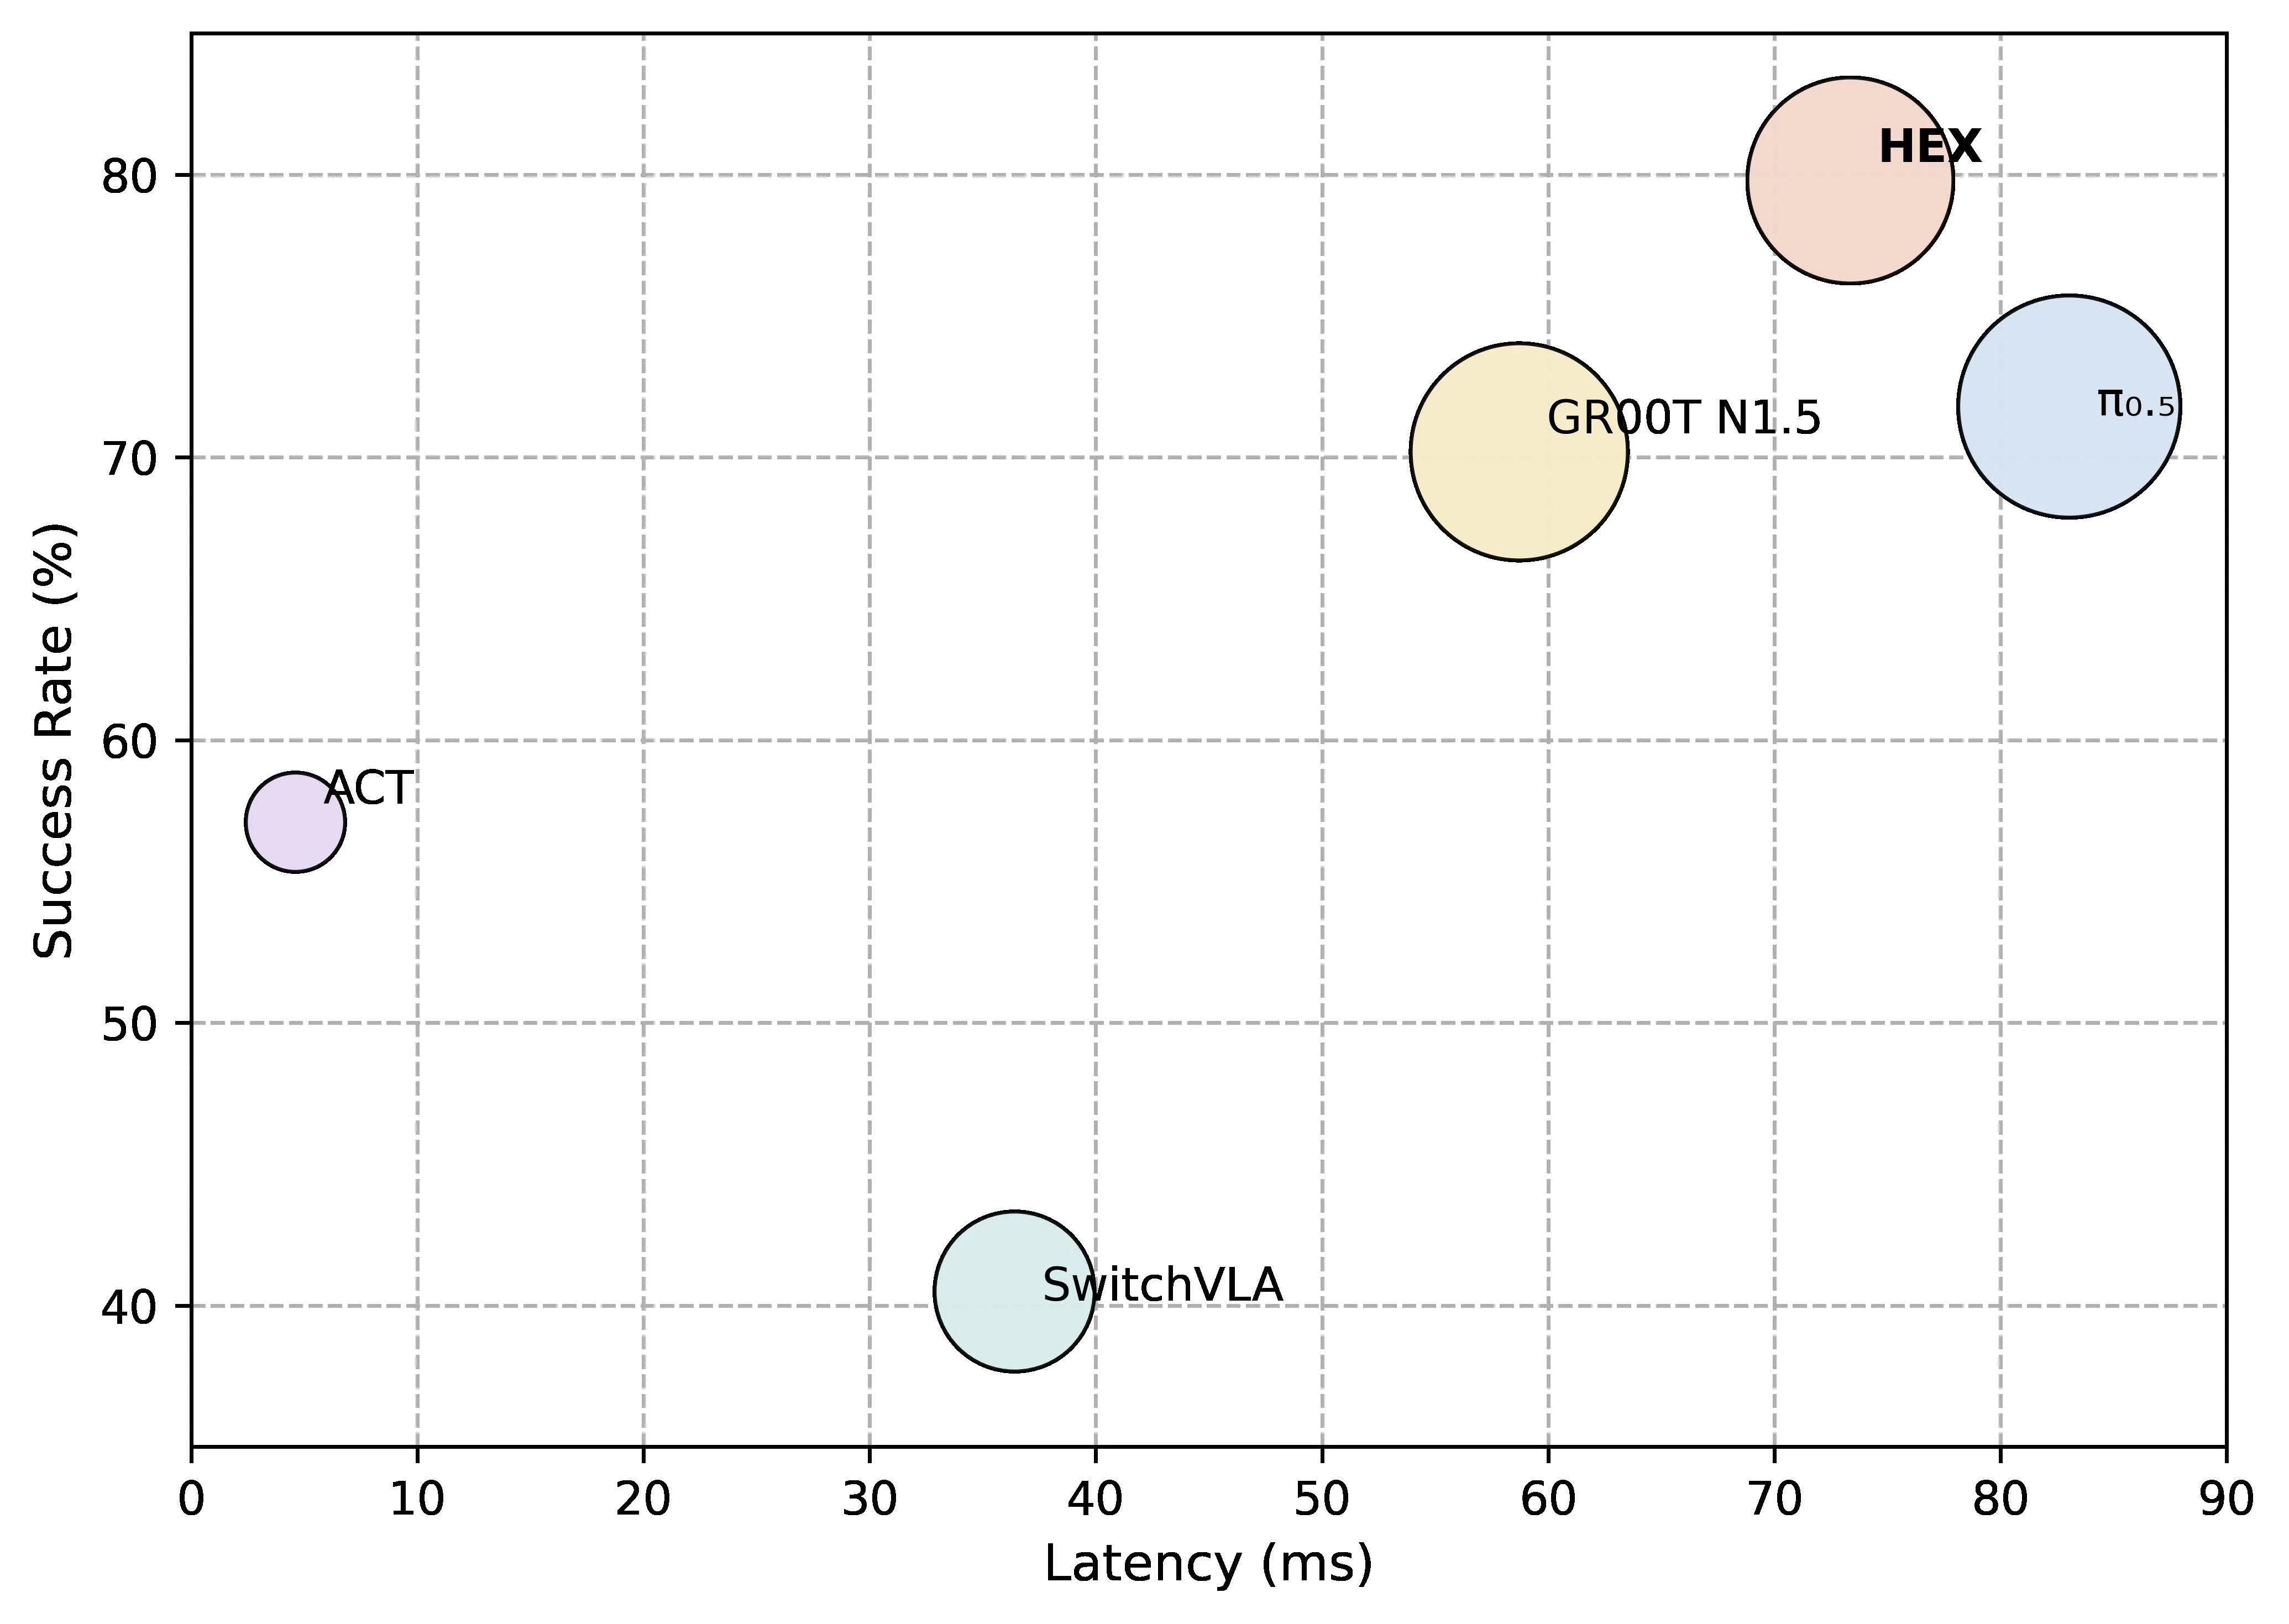 HEX
80
π₀.₅
GR00T N1.5
70
60
ACT
50
SwitchVLA
40
Success Rate (%)
0 10 20 30 40 50 60 70 80 90
Latency (ms)